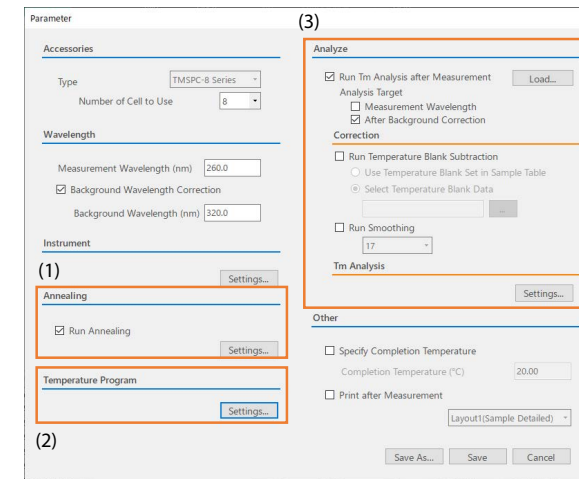 Parameter
(3)
Accessories
Type TMSPC-8 Series
Number of Cell to Use 8
Wavelength
Measurement Wavelength (nm) 260.0
Background Wavelength Correction
Background Wavelength (nm) 320.0
Instrument
Settings...
(1)
Annealing
Run Annealing
Settings...
Temperature Program
Settings...
(2)
Analyze
Run Tm Analysis after Measurement Load...
Analysis Target
Measurement Wavelength
After Background Correction
Correction
Run Temperature Blank Subtraction
Use Temperature Blank Set in Sample Table
Select Temperature Blank Data
...
Run Smoothing
17
Tm Analysis
Settings...
Other
Specify Completion Temperature
Completion Temperature (°C) 20.00
Print after Measurement
Layout1(Sample Detailed)
Save As... Save Cancel